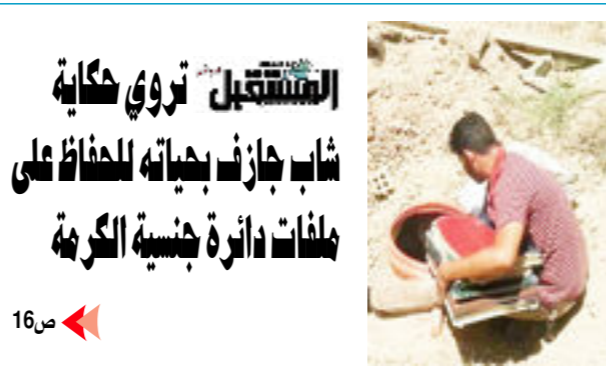 المستقبل تروي حكاية
شاب جازف بحياته للحفاظ على
ملفات دائرة جنسية الكرمة
ص16